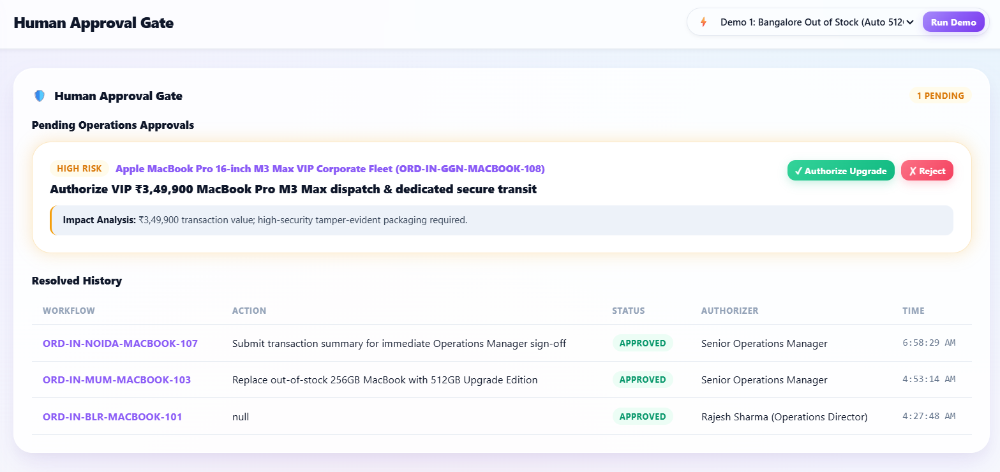 Human Approval Gate
⚡ Demo 1: Bangalore Out of Stock (Auto 512 Run Demo
Human Approval Gate 1 PENDING
Pending Operations Approvals
HIGH RISK Apple MacBook Pro 16-inch M3 Max VIP Corporate Fleet (ORD-IN-GGN-MACBOOK-108) ✓ Authorize Upgrade ✗ Reject
Authorize VIP ₹3,49,900 MacBook Pro M3 Max dispatch & dedicated secure transit
Impact Analysis: ₹3,49,900 transaction value; high-security tamper-evident packaging required.
Resolved History
WORKFLOW ACTION STATUS AUTHORIZER TIME
ORD-IN-NOIDA-MACBOOK-107 Submit transaction summary for immediate Operations Manager sign-off APPROVED Senior Operations Manager 6:58:29 AM
ORD-IN-MUM-MACBOOK-103 Replace out-of-stock 256GB MacBook with 512GB Upgrade Edition APPROVED Senior Operations Manager 4:53:14 AM
ORD-IN-BLR-MACBOOK-101 null APPROVED Rajesh Sharma (Operations Director) 4:27:48 AM